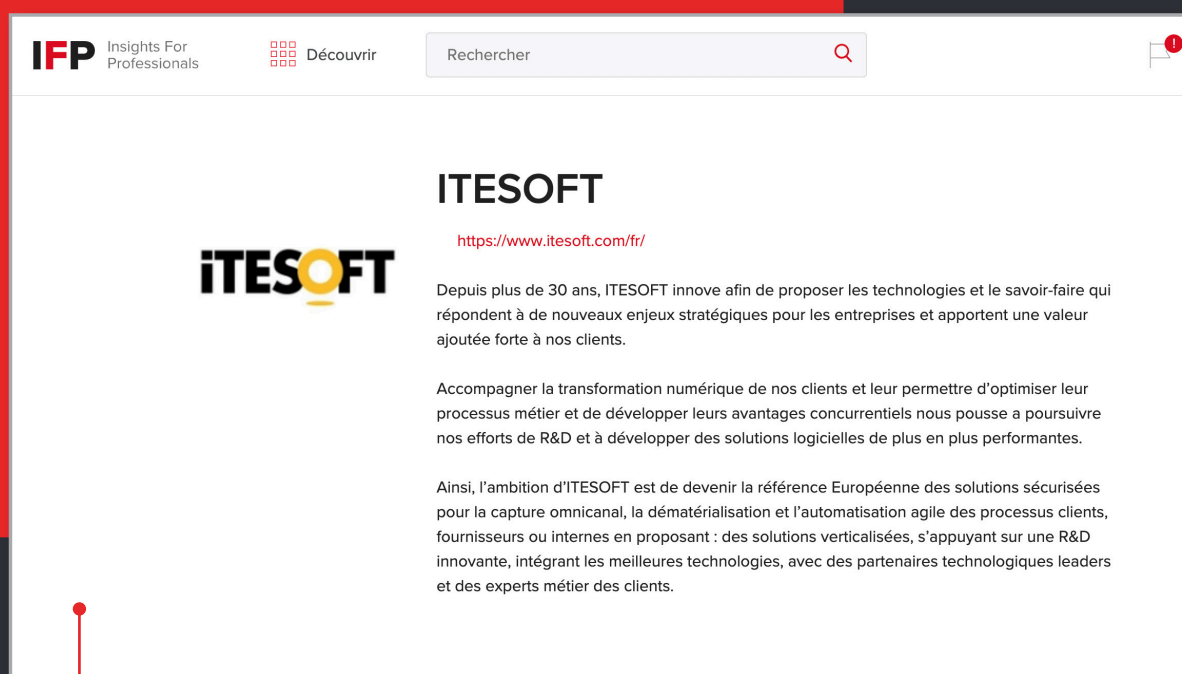 IFP Insights For
Professionals
Découvrir
Rechercher
!
ITESOFT
https://www.itesoft.com/fr/
iTESOFT
Depuis plus de 30 ans, ITESOFT innove afin de proposer les technologies et le savoir-faire qui
répondent à de nouveaux enjeux stratégiques pour les entreprises et apportent une valeur
ajoutée forte à nos clients.
Accompagner la transformation numérique de nos clients et leur permettre d’optimiser leur
processus métier et de développer leurs avantages concurrentiels nous pousse a poursuivre
nos efforts de R&D et à développer des solutions logicielles de plus en plus performantes.
Ainsi, l’ambition d’ITESOFT est de devenir la référence Européenne des solutions sécurisées
pour la capture omnicanal, la dématérialisation et l’automatisation agile des processus clients,
fournisseurs ou internes en proposant : des solutions verticalisées, s’appuyant sur une R&D
innovante, intégrant les meilleures technologies, avec des partenaires technologiques leaders
et des experts métier des clients.